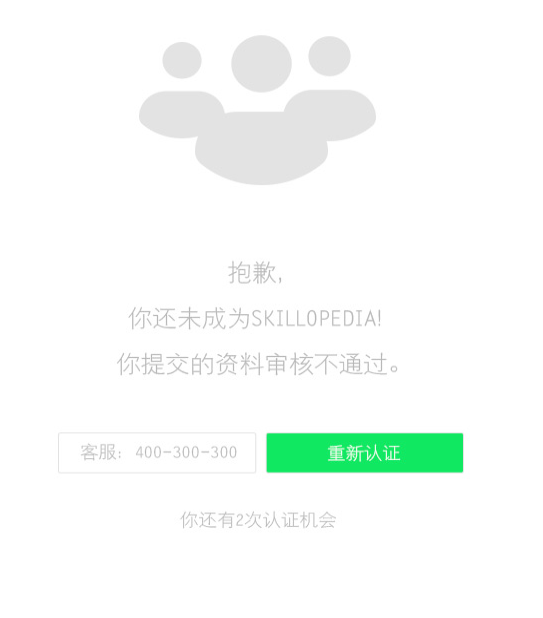 抱歉,
你还未成为SKILLOPEDIA!
你提交的资料审核不通过。
客服: 400-300-300
重新认证
你还有2次认证机会